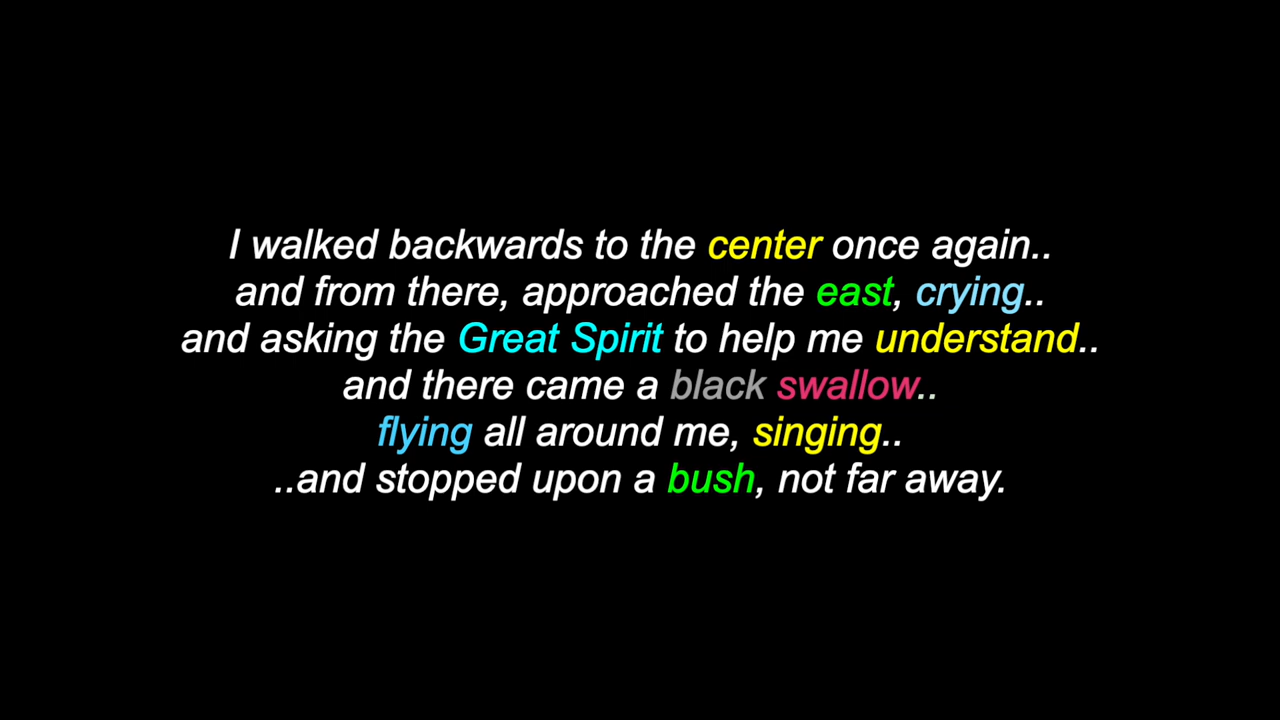 I walked backwards to the center once again..
and from there, approached the east, crying..
and asking the Great Spirit to help me understand..
and there came a black swallow..
flying all around me, singing..
..and stopped upon a bush, not far away.